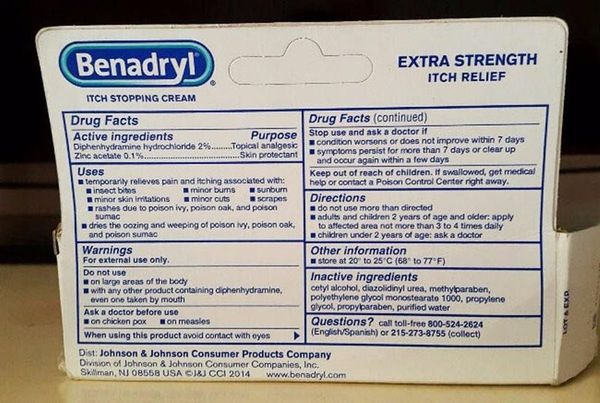 Benadryl®
ITCH STOPPING CREAM
EXTRA STRENGTH
ITCH RELIEF
Drug Facts
Active ingredients Purpose
Diphenhydramine hydrochloride 2%.......Topical analgesic
Zinc acetate 0.1%..............................Skin protectant
Uses
■ temporarily relieves pain and itching associated with:
■ insect bites ■ minor burns ■ sunburn
■ minor skin irritations ■ minor cuts ■ scrapes
■ rashes due to poison ivy, poison oak, and poison
sumac
■ dries the oozing and weeping of poison ivy, poison oak,
and poison sumac
Warnings
For external use only.
Do not use
■ on large areas of the body
■ with any other product containing diphenhydramine,
even one taken by mouth
Ask a doctor before use
■ on chicken pox ■ on measles
When using this product avoid contact with eyes
Drug Facts (continued)
Stop use and ask a doctor if
■ condition worsens or does not improve within 7 days
■ symptoms persist for more than 7 days or clear up
and occur again within a few days
Keep out of reach of children. If swallowed, get medical
help or contact a Poison Control Center right away.
Directions
■ do not use more than directed
■ adults and children 2 years of age and older: apply
to affected area not more than 3 to 4 times daily
■ children under 2 years of age: ask a doctor
Other information
■ store at 20° to 25°C (68° to 77°F)
Inactive ingredients
cetyl alcohol, diazolidinyl urea, methylparaben,
polyethylene glycol monostearate 1000, propylene
glycol, propylparaben, purified water
Questions? call toll-free 800-524-2624
(English/Spanish) or 215-273-8755 (collect)
Dist: Johnson & Johnson Consumer Products Company
Division of Johnson & Johnson Consumer Companies, Inc.
Skillman, NJ 08558 USA ©J&J CCI 2014 www.benadryl.com
LOT & EXP.